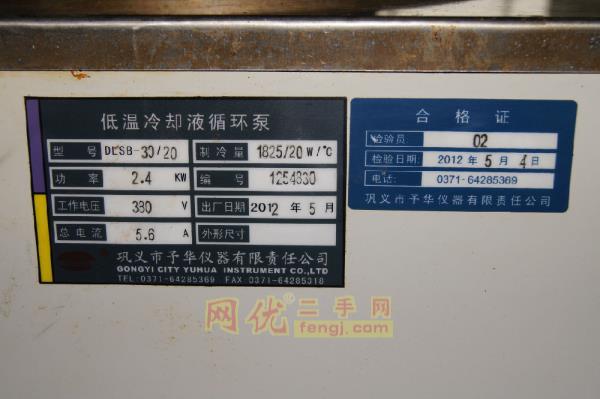 低温冷却液循环泵
型号 DLSB-30/20 制冷量 1825/20 W/℃
功率 2.4 KW 编号 1254830
工作电压 380 V 出厂日期 2012 年 5 月
总电流 5.6 A 外形尺寸
巩义市予华仪器有限责任公司
GONGYI CITY YUHUA INSTRUMENT CO.,LTD
TEL:0371-64285369 FAX 0371-64285318
合格证
检验员: 02
检验日期: 2012 年 5 月 4 日
电话: 0371-64285369
巩义市予华仪器有限责任公司
网优®二手网
fengj.com